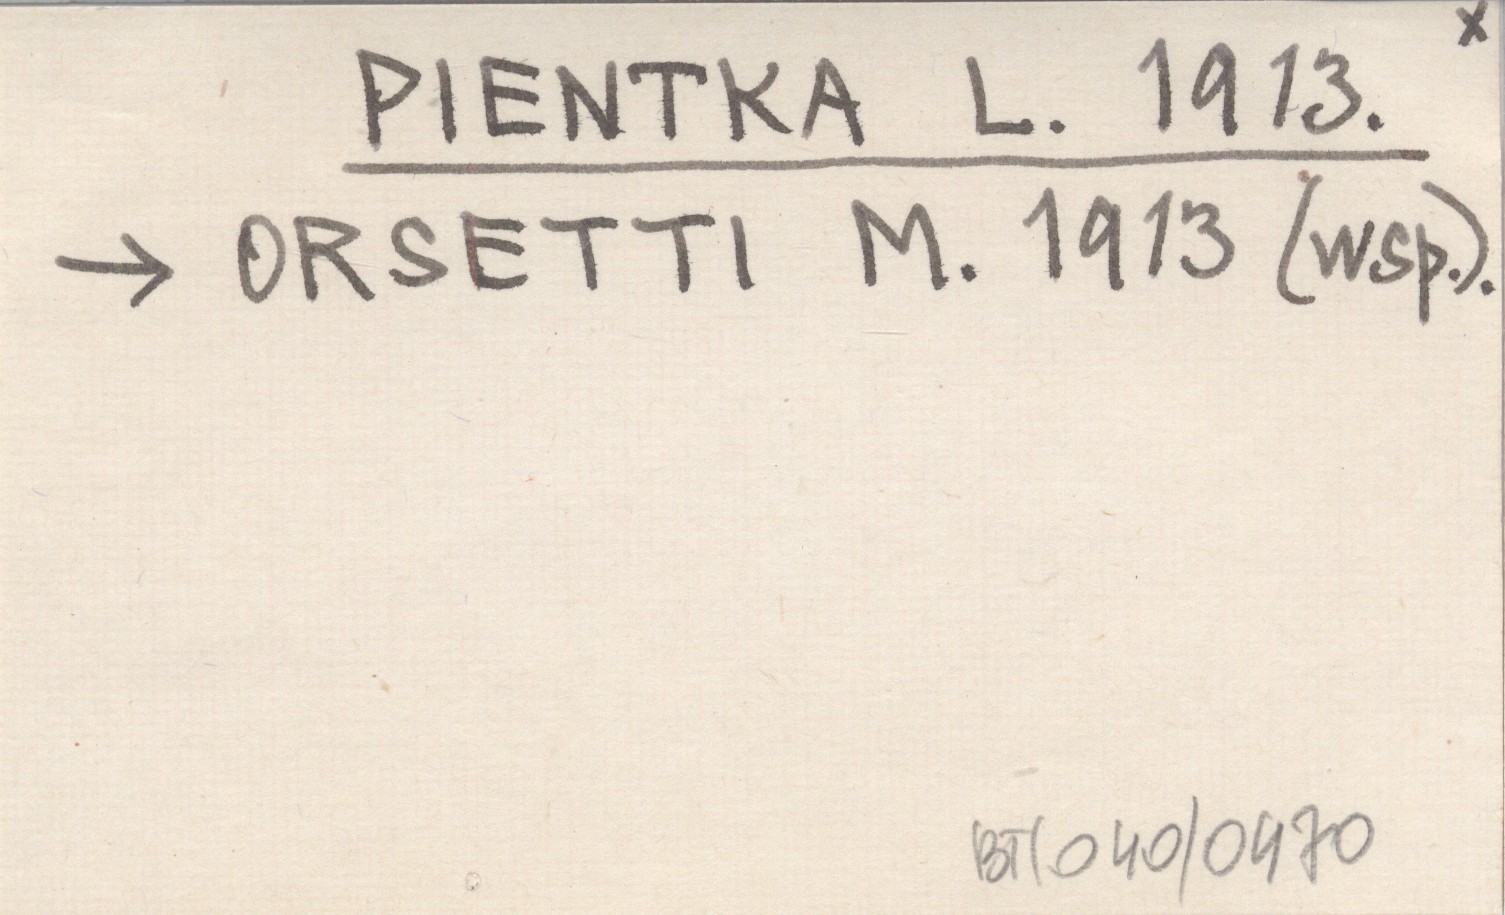 x
PIENTKA L. 1913.
→ ORSETTI M. 1913 (wsp.).
BT/040/0470